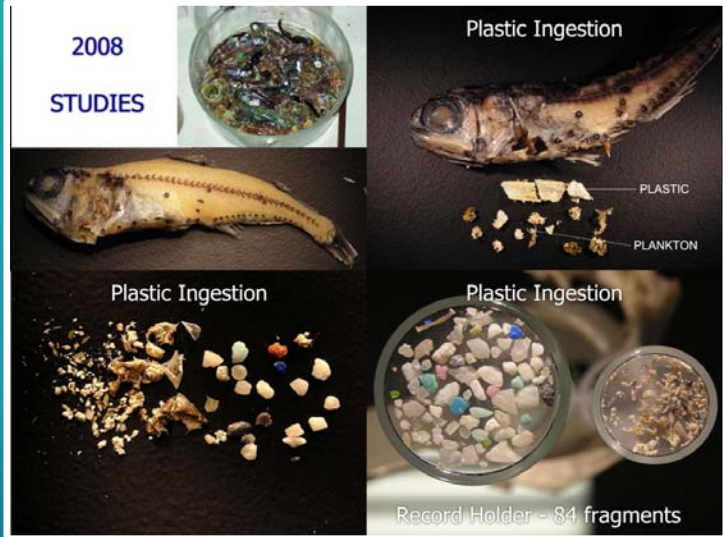 2008
STUDIES
Plastic Ingestion
PLASTIC
PLANKTON
Plastic Ingestion
Plastic Ingestion
Record Holder - 84 fragments